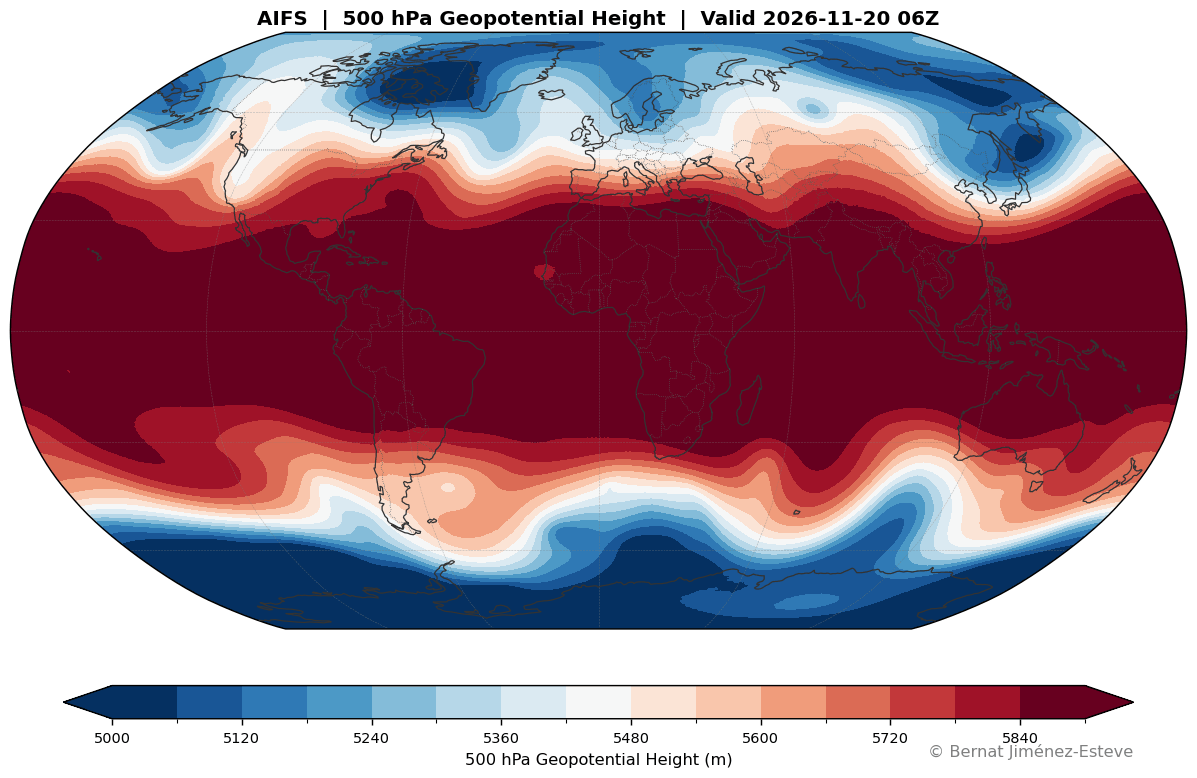 AIFS | 500 hPa Geopotential Height | Valid 2026-11-20 06Z
5000 5120 5240 5360 5480 5600 5720 5840
500 hPa Geopotential Height (m)
© Bernat Jiménez-Esteve